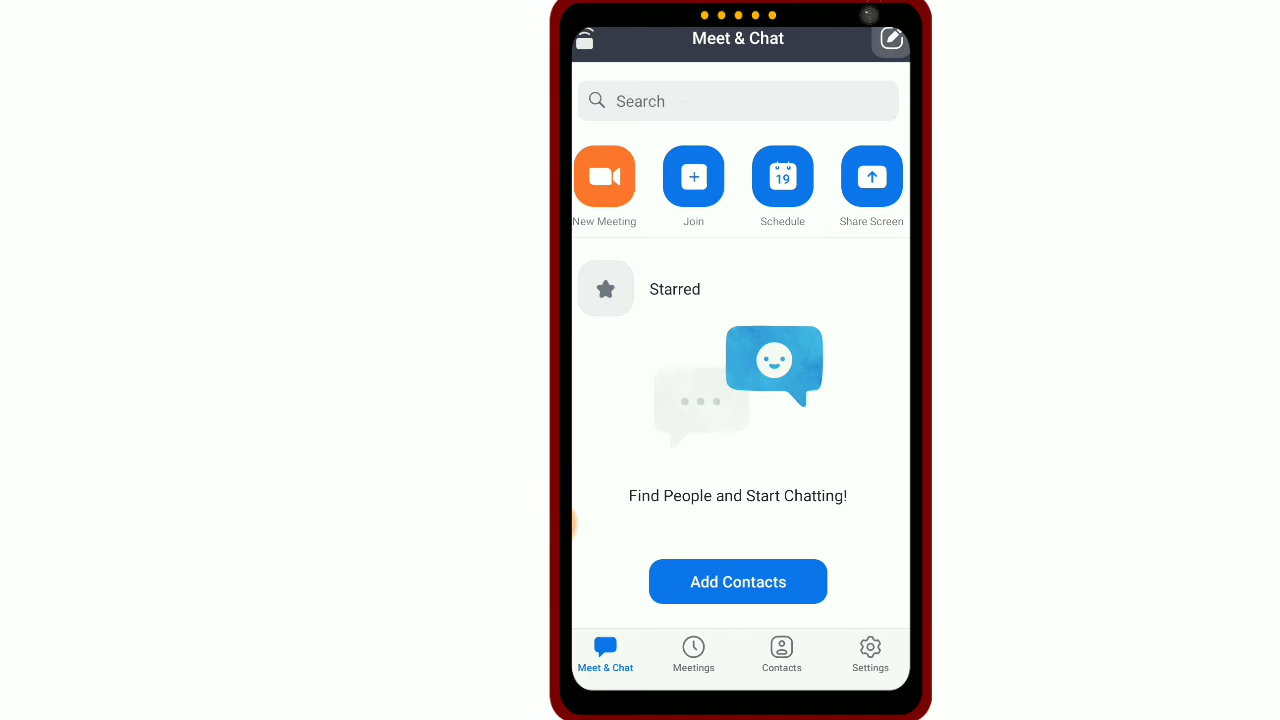 Meet & Chat
Search
19
New Meeting
Join
Schedule
Share Screen
Starred
Find People and Start Chatting!
Add Contacts
Meet & Chat
Meetings
Contacts
Settings